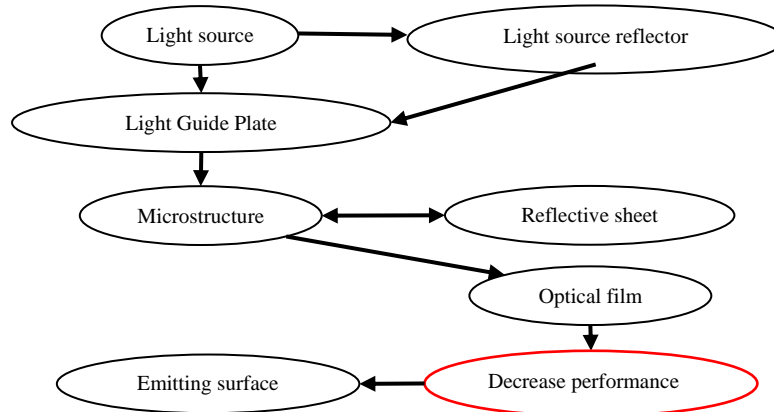 Light source
Light source reflector
Light Guide Plate
Microstructure
Reflective sheet
Optical film
Emitting surface
Decrease performance